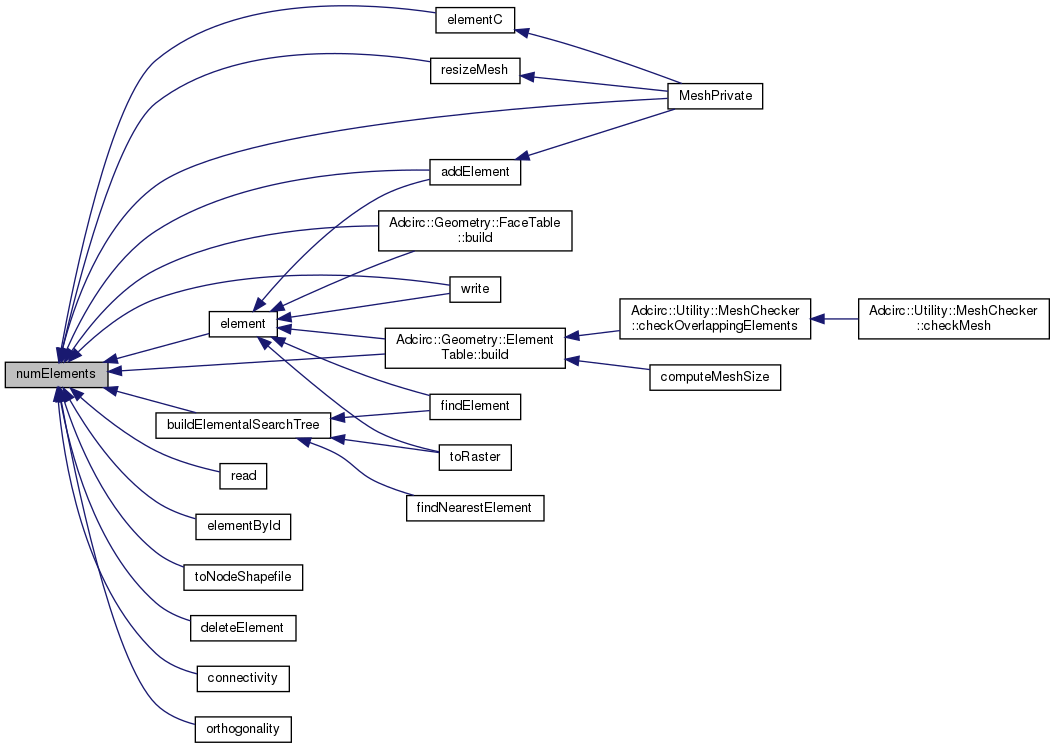 elementC
resizeMesh
MeshPrivate
addElement
Adcirc::Geometry::FaceTable
::build
write
element
Adcirc::Utility::MeshChecker
::checkOverlappingElements
Adcirc::Utility::MeshChecker
::checkMesh
Adcirc::Geometry::Element
Table::build
numElements
computeMeshSize
findElement
buildElementalSearchTree
toRaster
read
findNearestElement
elementById
toNodeShapefile
deleteElement
connectivity
orthogonality